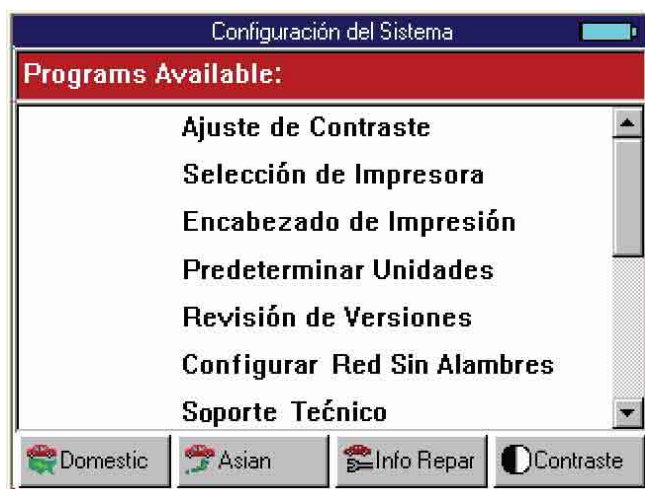 Configuración del Sistema
Programs Available:
Ajuste de Contraste
Selección de Impresora
Encabezado de Impresión
Predeterminar Unidades
Revisión de Versiones
Configurar Red Sin Alambres
Soporte Tećnico
Domestic Asian Info Repar Contraste